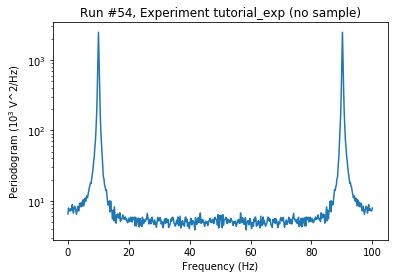 Run #54, Experiment tutorial_exp (no sample)
Periodogram (10³ V^2/Hz)
10³
10²
10¹
0 20 40 60 80 100
Frequency (Hz)